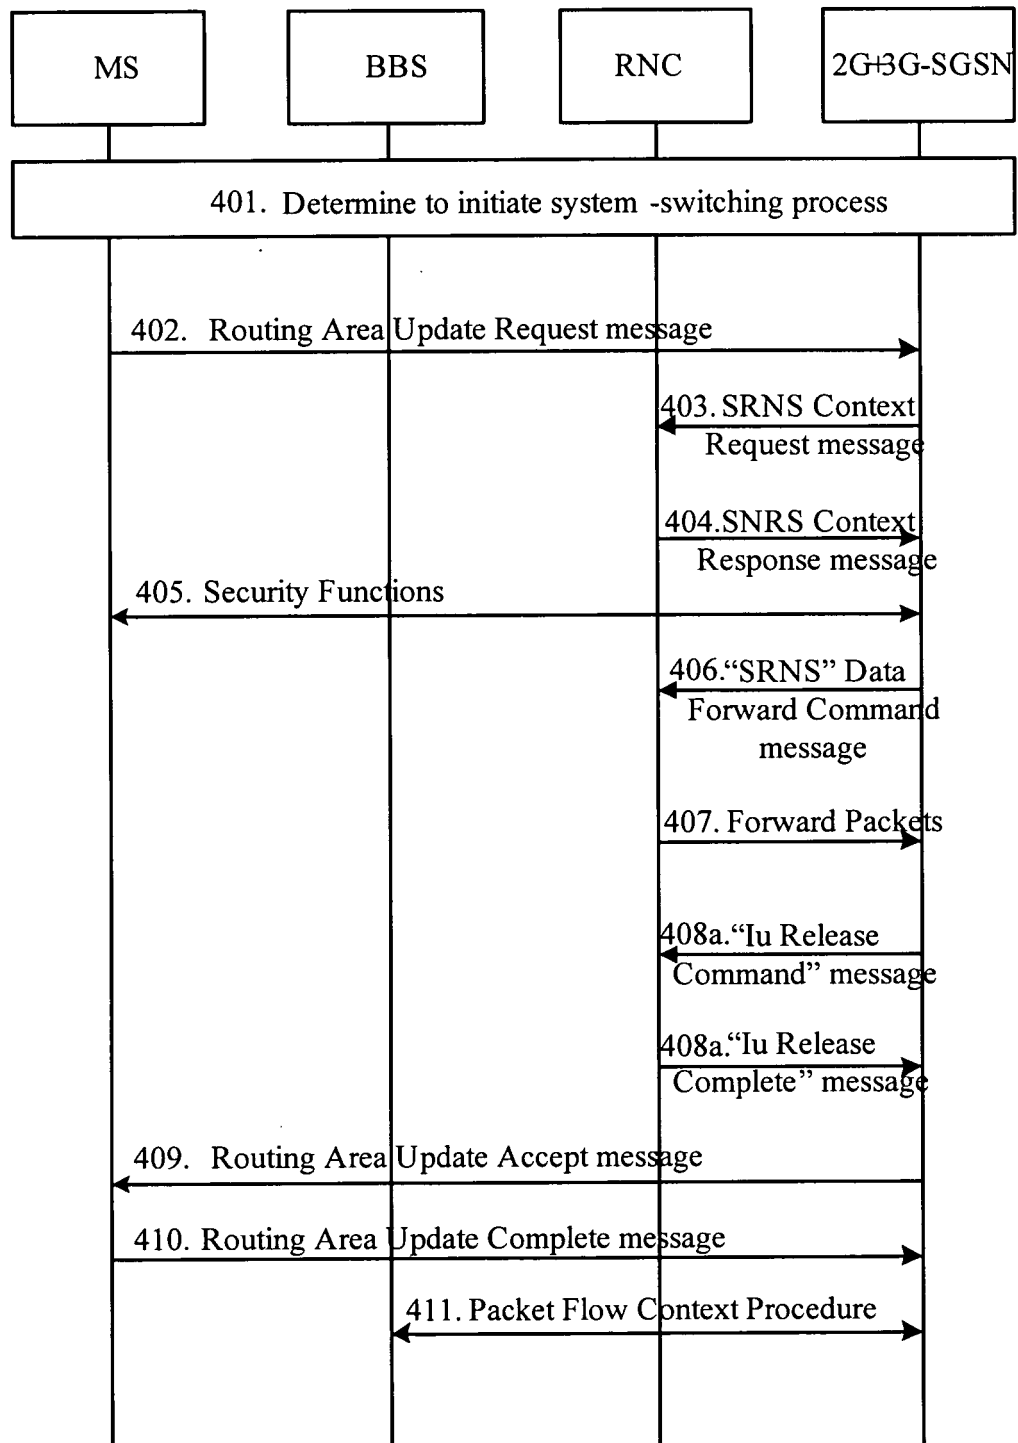 MS
BBS
RNC
2G+3G-SGSN
401. Determine to initiate system -switching process
402. Routing Area Update Request message
403. SRNS Context
Request message
404.SNRS Context
Response message
405. Security Functions
406.“SRNS” Data
Forward Command
message
407. Forward Packets
408a.“Iu Release
Command” message
408a.“Iu Release
Complete” message
409. Routing Area Update Accept message
410. Routing Area Update Complete message
411. Packet Flow Context Procedure